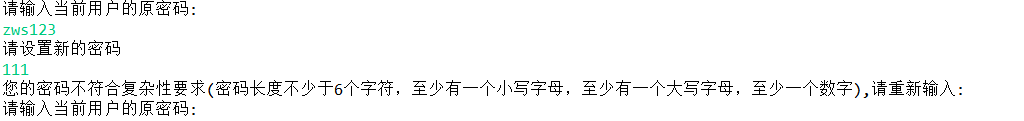 请输入当前用户的原密码:
zws123
请设置新的密码
111
您的密码不符合复杂性要求(密码长度不少于6个字符，至少有一个小写字母，至少有一个大写字母，至少一个数字),请重新输入:
请输入当前用户的原密码: